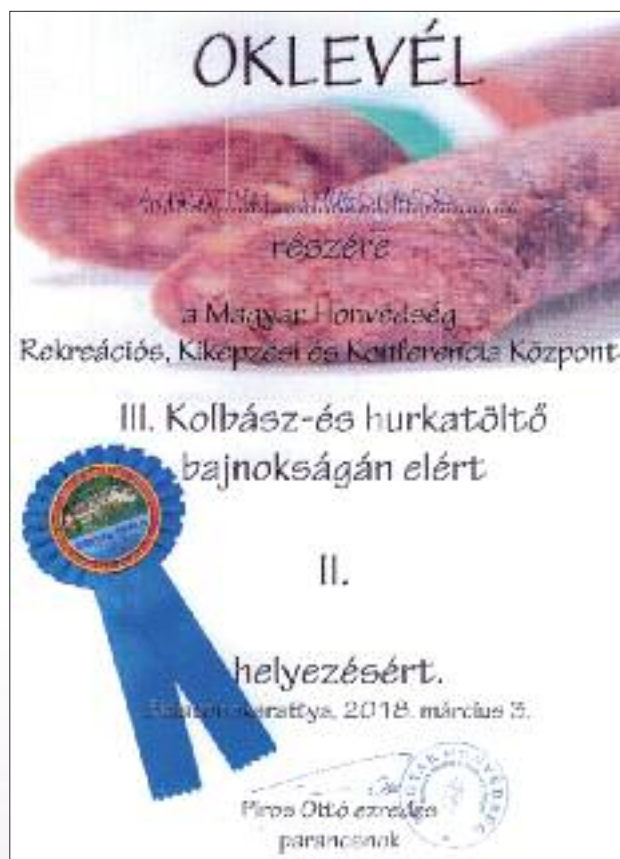 OKLEVÉL
részére
a Magyar Honvédség
Rekreációs, Kiképzési és Konferencia Központ
III. Kolbász-és hurkatöltő
bajnokságán elért
II.
helyezésért.
2018. március 3.
Piros Ottó ezredes
parancsnok